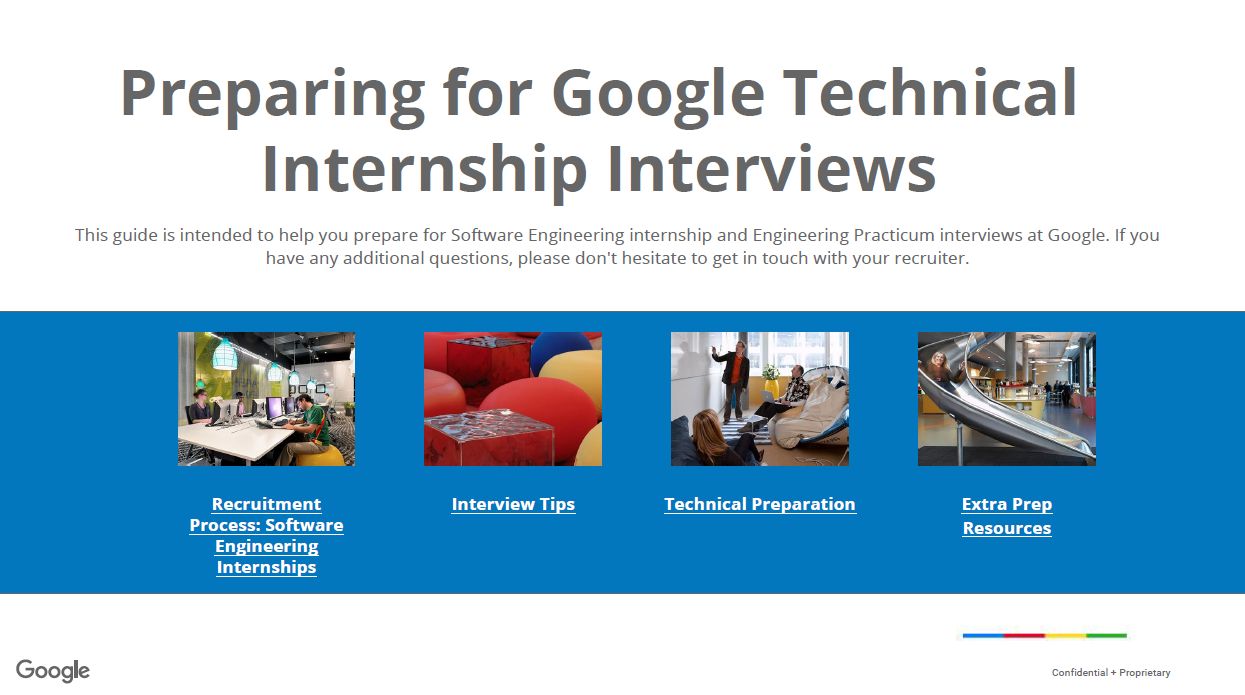 Preparing for Google Technical
Internship Interviews
This guide is intended to help you prepare for Software Engineering internship and Engineering Practicum interviews at Google. If you
have any additional questions, please don't hesitate to get in touch with your recruiter.
Recruitment
Process: Software
Engineering
Internships
Interview Tips
Technical Preparation
Extra Prep
Resources
Google
Confidential + Proprietary